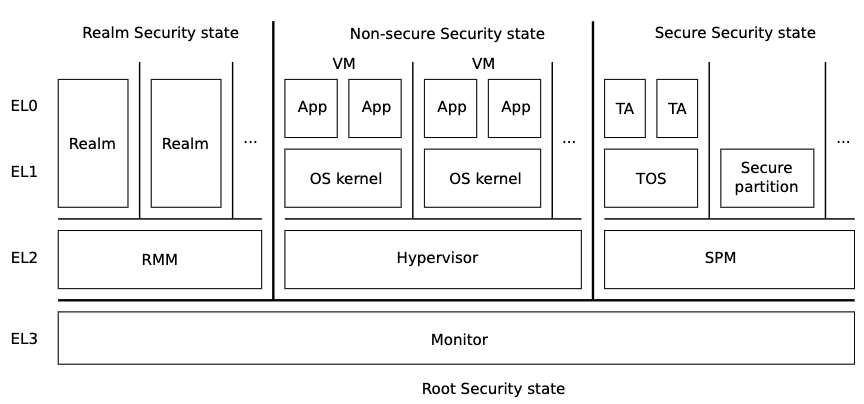 Realm Security state
Non-secure Security state
Secure Security state
VM
VM
EL0
App
App
App
App
TA
TA
Realm
Realm
...
...
...
EL1
OS kernel
OS kernel
TOS
Secure
partition
EL2
RMM
Hypervisor
SPM
EL3
Monitor
Root Security state